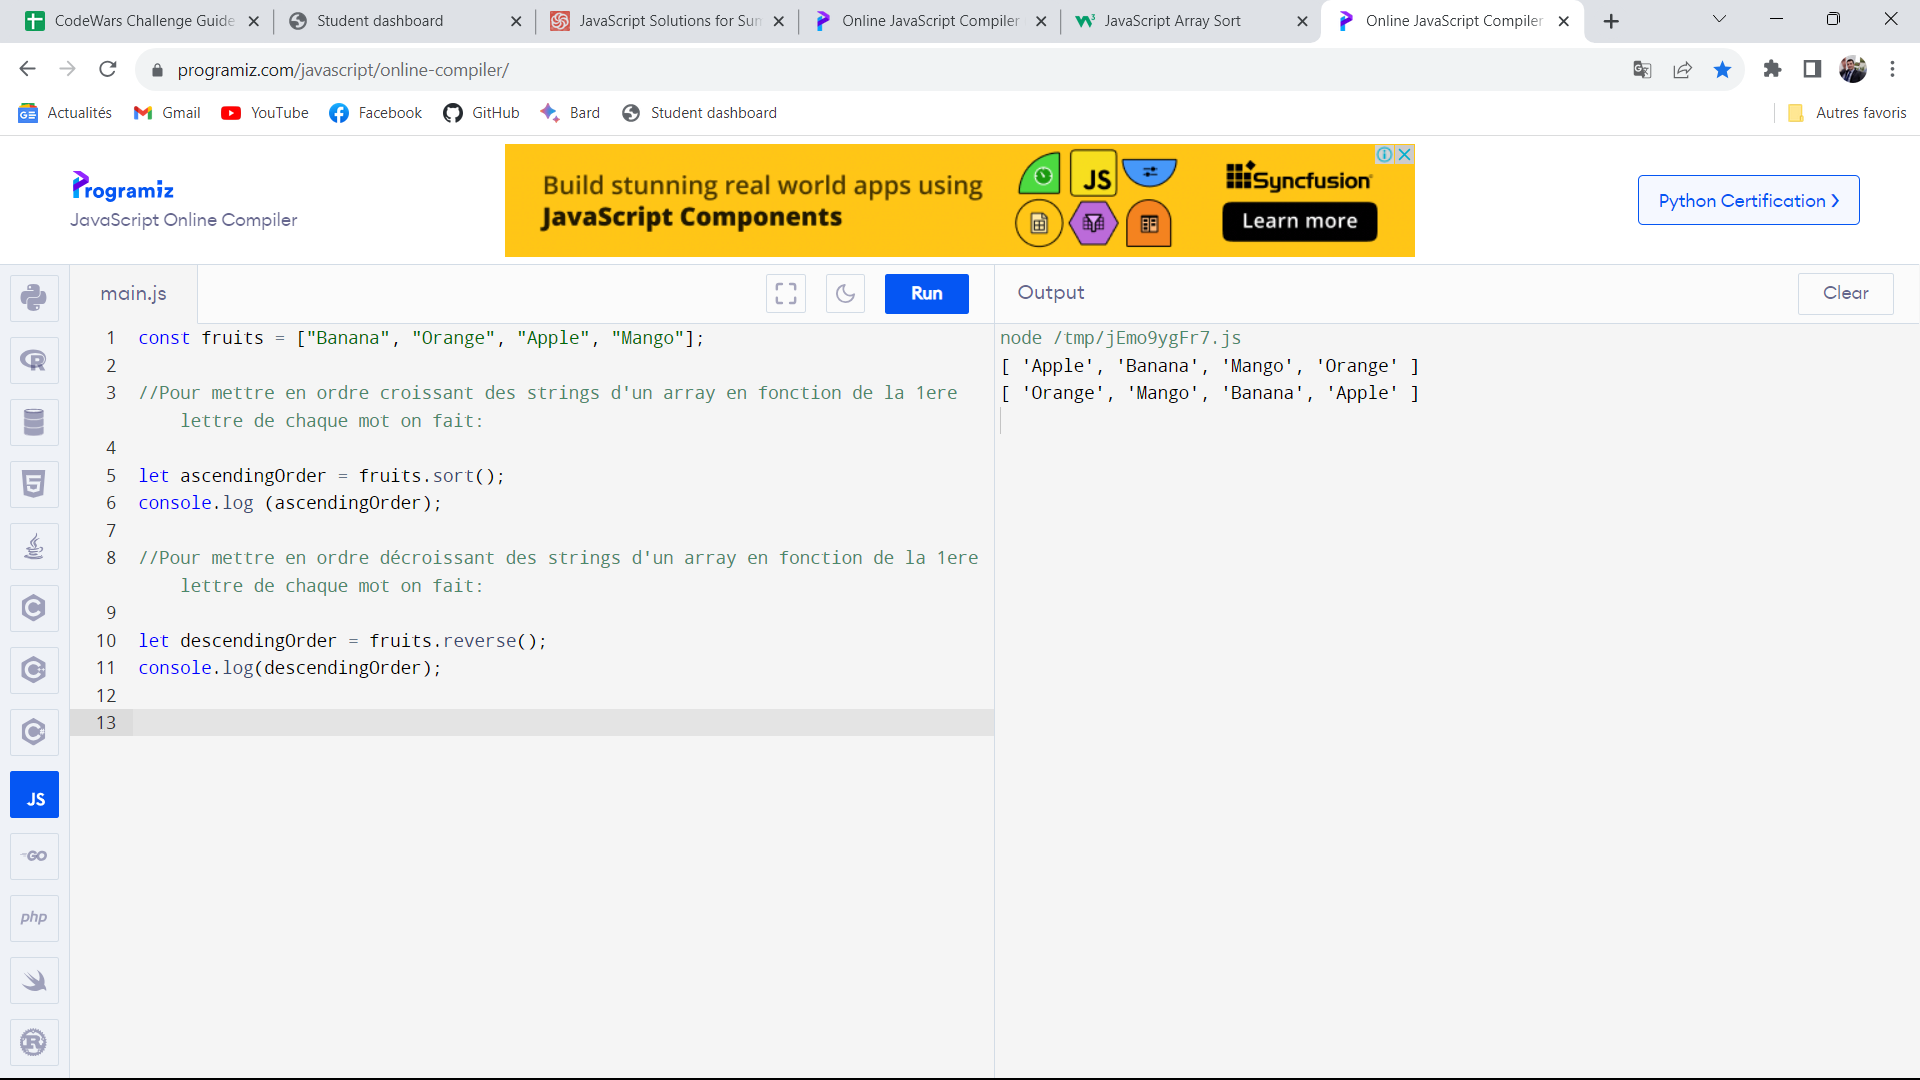 CodeWars Challenge Guide
Student dashboard
JavaScript Solutions for Sum
Online JavaScript Compiler
JavaScript Array Sort
Online JavaScript Compiler
programiz.com/javascript/online-compiler/
Actualités
Gmail
YouTube
Facebook
GitHub
Bard
Student dashboard
Autres favoris
Programiz
JavaScript Online Compiler
Build stunning real world apps using
JavaScript Components
JS
Syncfusion
Learn more
Python Certification ›
main.js
Run
Output
Clear
1 const fruits = ["Banana", "Orange", "Apple", "Mango"];
2
3 //Pour mettre en ordre croissant des strings d'un array en fonction de la 1ere
lettre de chaque mot on fait:
4
5 let ascendingOrder = fruits.sort();
6 console.log (ascendingOrder);
7
8 //Pour mettre en ordre décroissant des strings d'un array en fonction de la 1ere
lettre de chaque mot on fait:
9
10 let descendingOrder = fruits.reverse();
11 console.log(descendingOrder);
12
13
node /tmp/jEmo9ygFr7.js
[ 'Apple', 'Banana', 'Mango', 'Orange' ]
[ 'Orange', 'Mango', 'Banana', 'Apple' ]
JS
GO
php